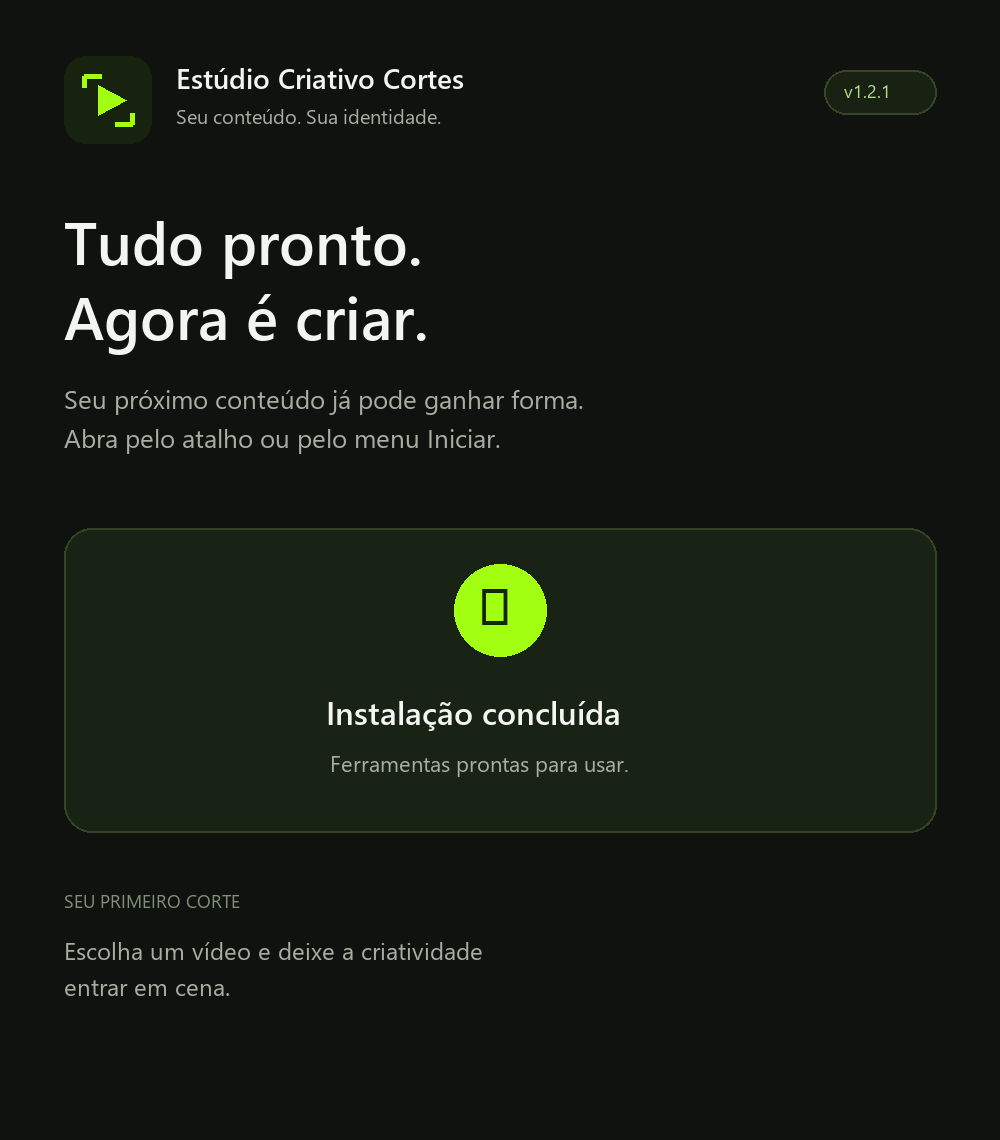 Estúdio Criativo Cortes
Seu conteúdo. Sua identidade.
v1.2.1
Tudo pronto.
Agora é criar.
Seu próximo conteúdo já pode ganhar forma.
Abra pelo atalho ou pelo menu Iniciar.
Instalação concluída
Ferramentas prontas para usar.
SEU PRIMEIRO CORTE
Escolha um vídeo e deixe a criatividade
entrar em cena.